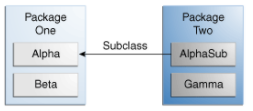 Package
One
Alpha
Beta
Subclass
Package
Two
AlphaSub
Gamma